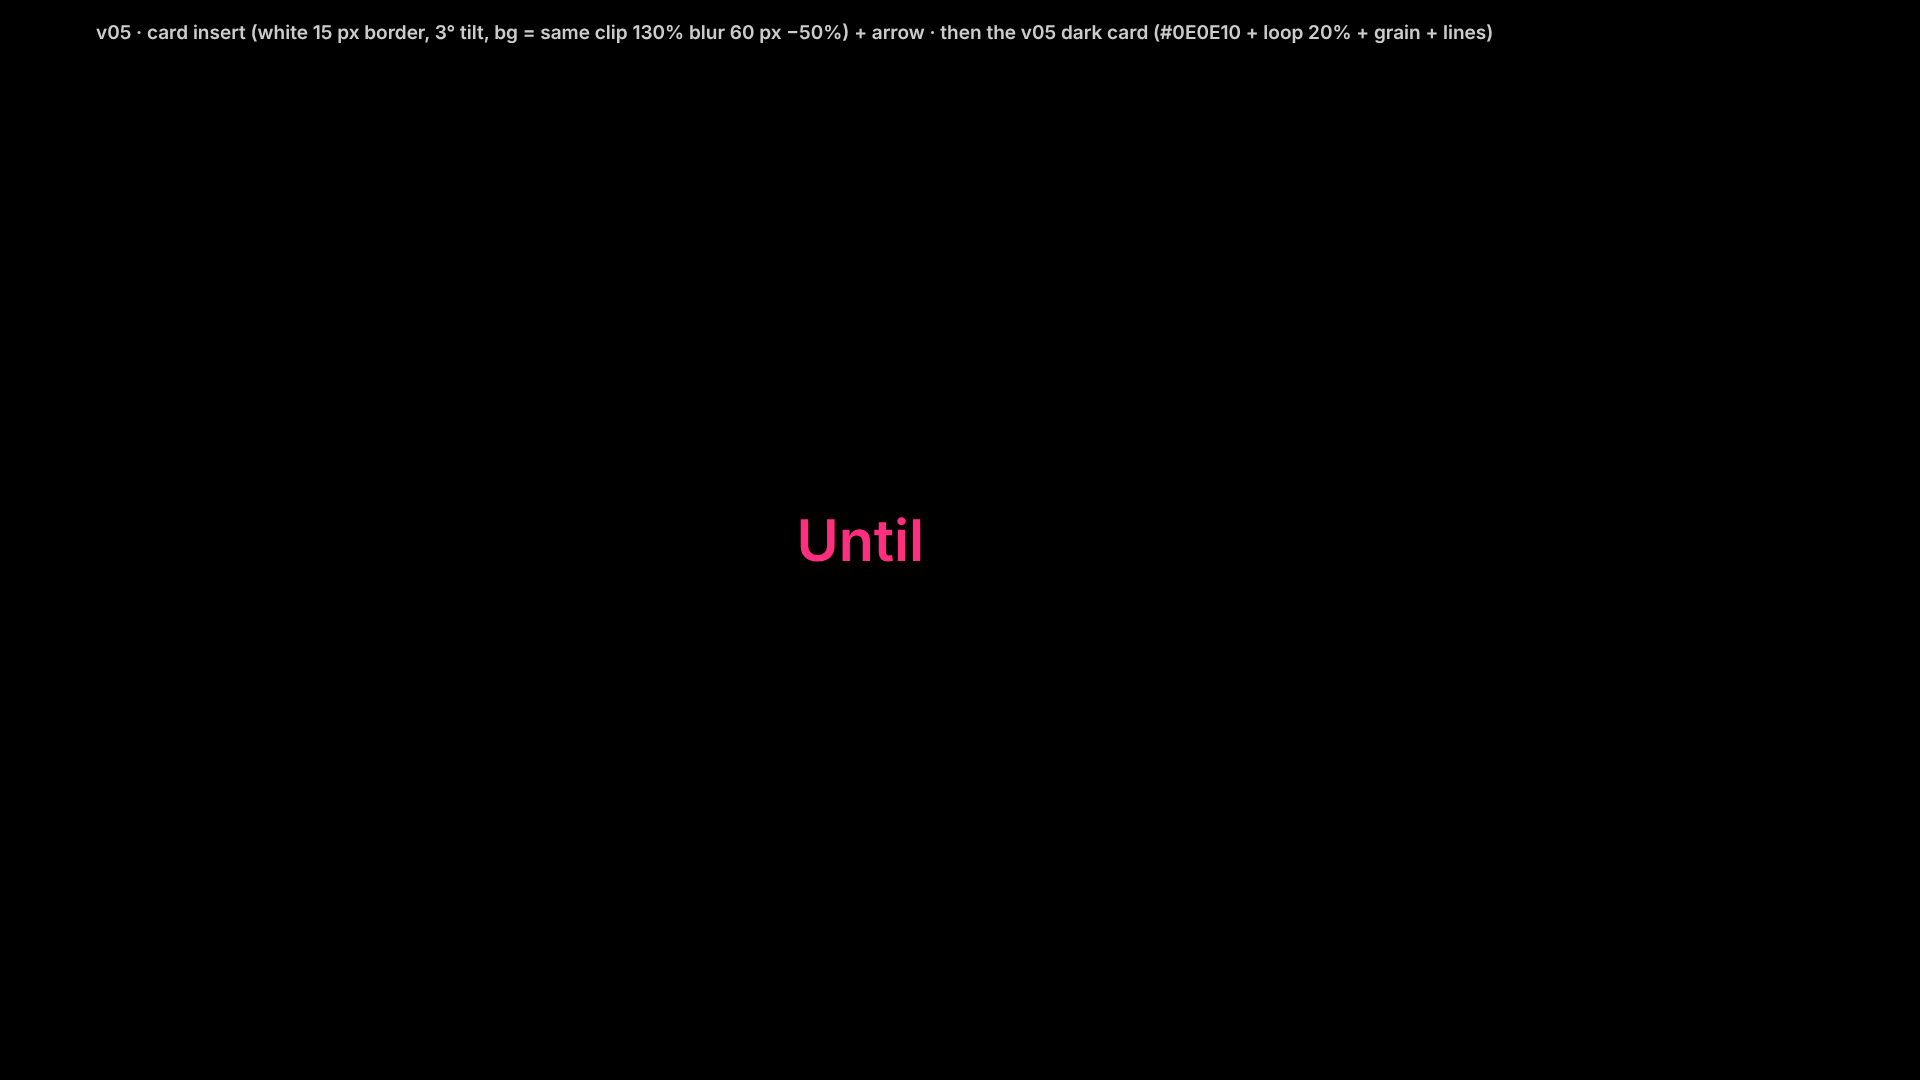 v05 · card insert (white 15 px border, 3° tilt, bg = same clip 130% blur 60 px −50%) + arrow · then the v05 dark card (#0E0E10 + loop 20% + grain + lines)
Until